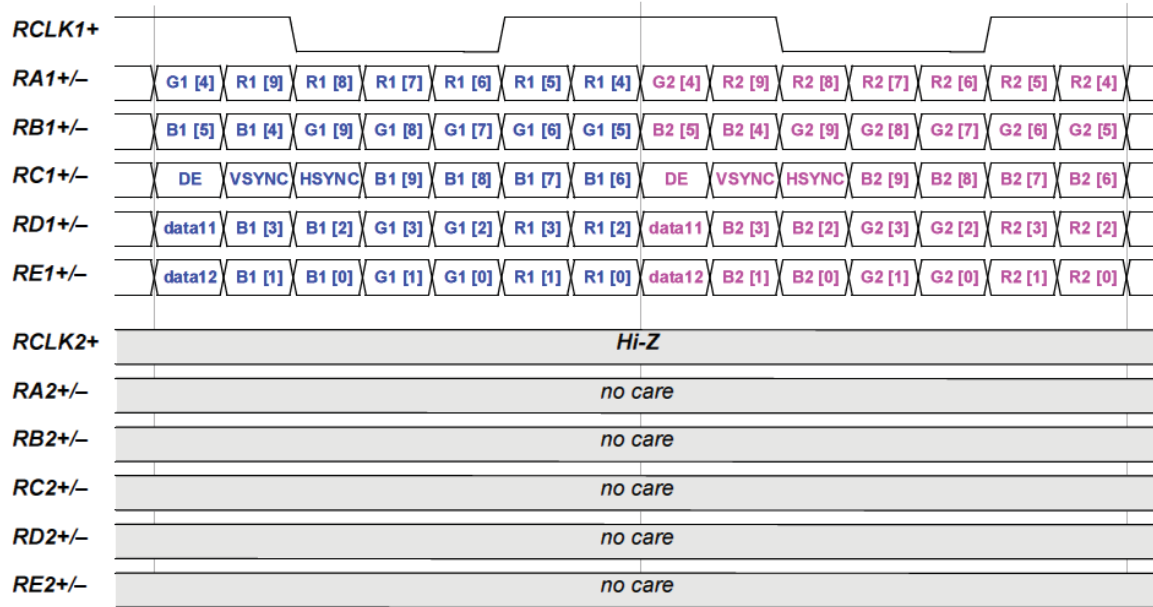 RCLK1+
RA1+/– G1 [4] R1 [9] R1 [8] R1 [7] R1 [6] R1 [5] R1 [4] G2 [4] R2 [9] R2 [8] R2 [7] R2 [6] R2 [5] R2 [4]
RB1+/– B1 [5] B1 [4] G1 [9] G1 [8] G1 [7] G1 [6] G1 [5] B2 [5] B2 [4] G2 [9] G2 [8] G2 [7] G2 [6] G2 [5]
RC1+/– DE VSYNC HSYNC B1 [9] B1 [8] B1 [7] B1 [6] DE VSYNC HSYNC B2 [9] B2 [8] B2 [7] B2 [6]
RD1+/– data11 B1 [3] B1 [2] G1 [3] G1 [2] R1 [3] R1 [2] data11 B2 [3] B2 [2] G2 [3] G2 [2] R2 [3] R2 [2]
RE1+/– data12 B1 [1] B1 [0] G1 [1] G1 [0] R1 [1] R1 [0] data12 B2 [1] B2 [0] G2 [1] G2 [0] R2 [1] R2 [0]
RCLK2+ Hi-Z
RA2+/– no care
RB2+/– no care
RC2+/– no care
RD2+/– no care
RE2+/– no care